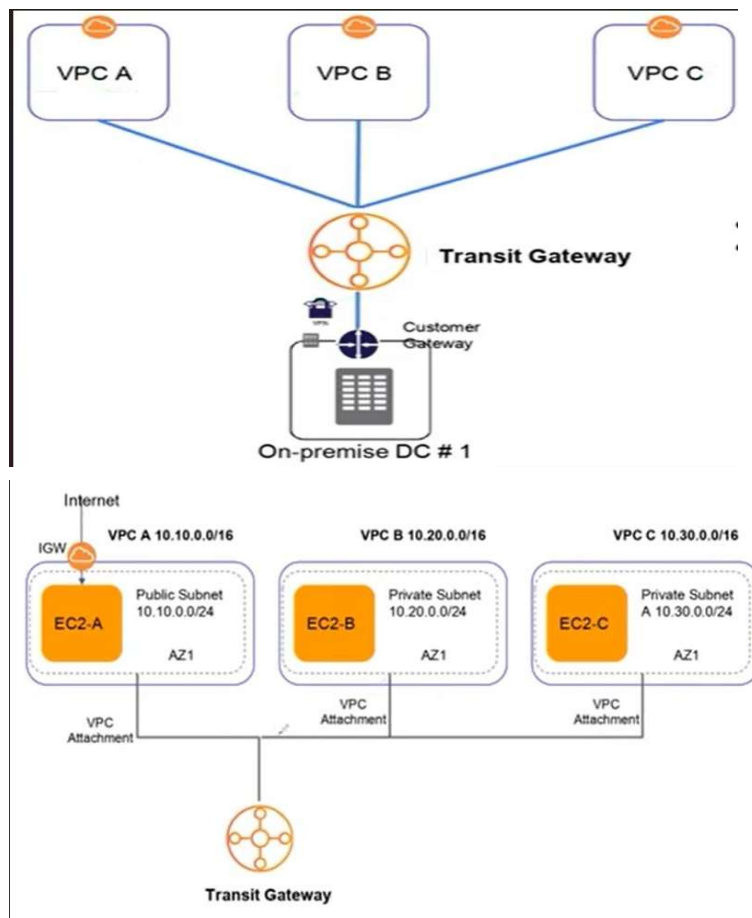 VPC A
VPC B
VPC C
Transit Gateway
VPN
Customer
Gateway
On-premise DC # 1
Internet
IGW
VPC A 10.10.0.0/16
VPC B 10.20.0.0/16
VPC C 10.30.0.0/16
EC2-A
Public Subnet
10.10.0.0/24
AZ1
EC2-B
Private Subnet
10.20.0.0/24
AZ1
EC2-C
Private Subnet
A 10.30.0.0/24
AZ1
VPC
Attachment
VPC
Attachment
VPC
Attachment
Transit Gateway